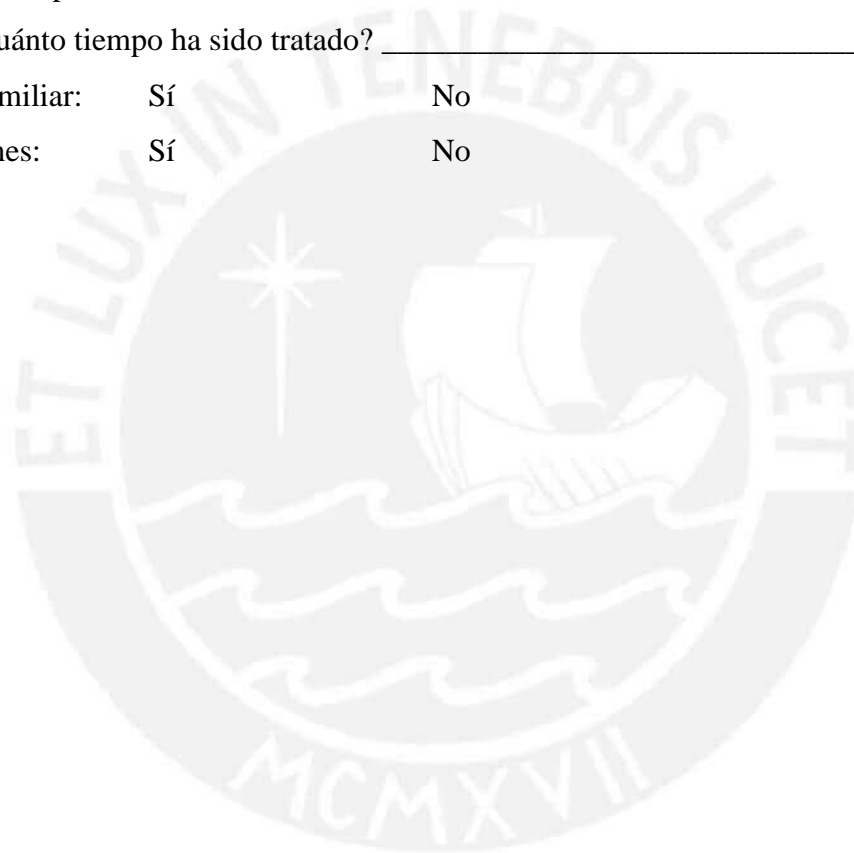 uánto tiempo ha sido tratado? ______________________________
miliar: Sí No
nes: Sí No
ET LUX IN TENEBRIS LUCET
MCMXVII